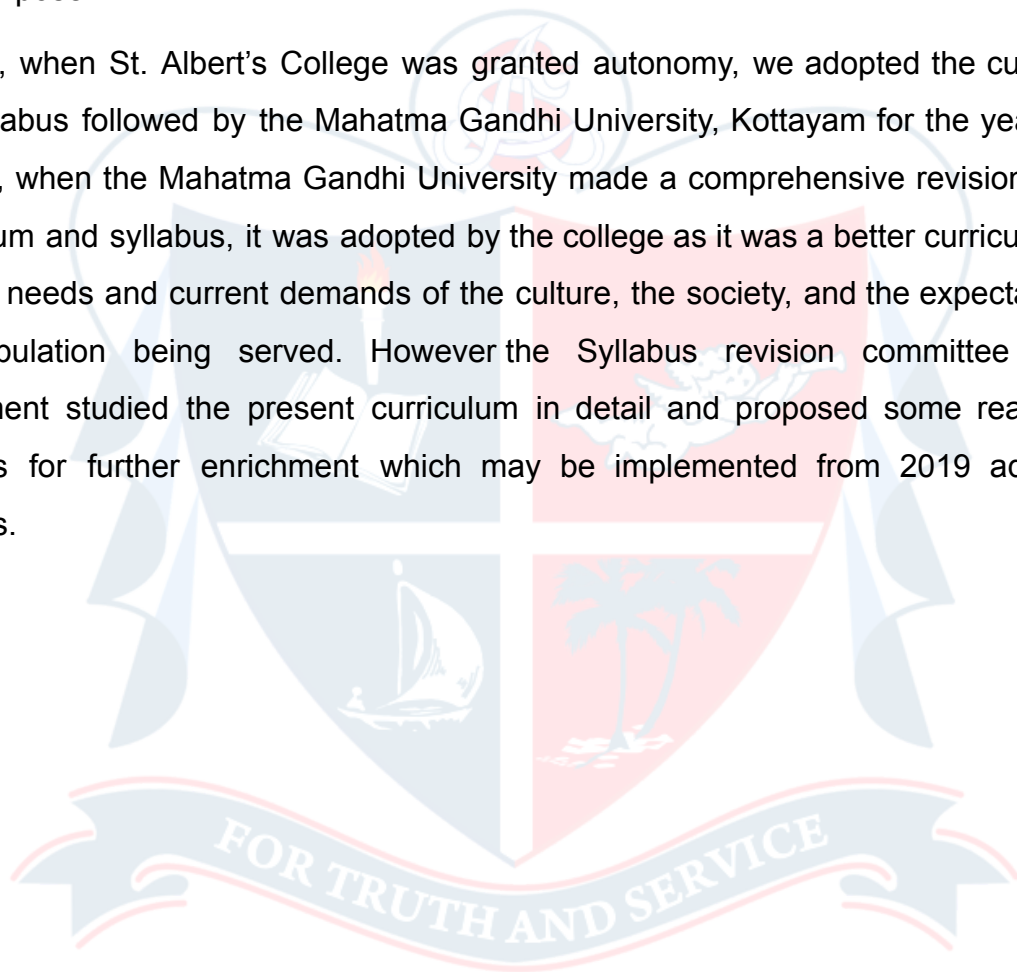 , when St. Albert's College was granted autonomy, we adopted the cu
labus followed by the Mahatma Gandhi University, Kottayam for the yea
, when the Mahatma Gandhi University made a comprehensive revision
um and syllabus, it was adopted by the college as it was a better curricu
needs and current demands of the culture, the society, and the expecta
pulation being served. However the Syllabus revision committee
ment studied the present curriculum in detail and proposed some rea
s for further enrichment which may be implemented from 2019 ac
s.
FOR TRUTH AND SERVICE